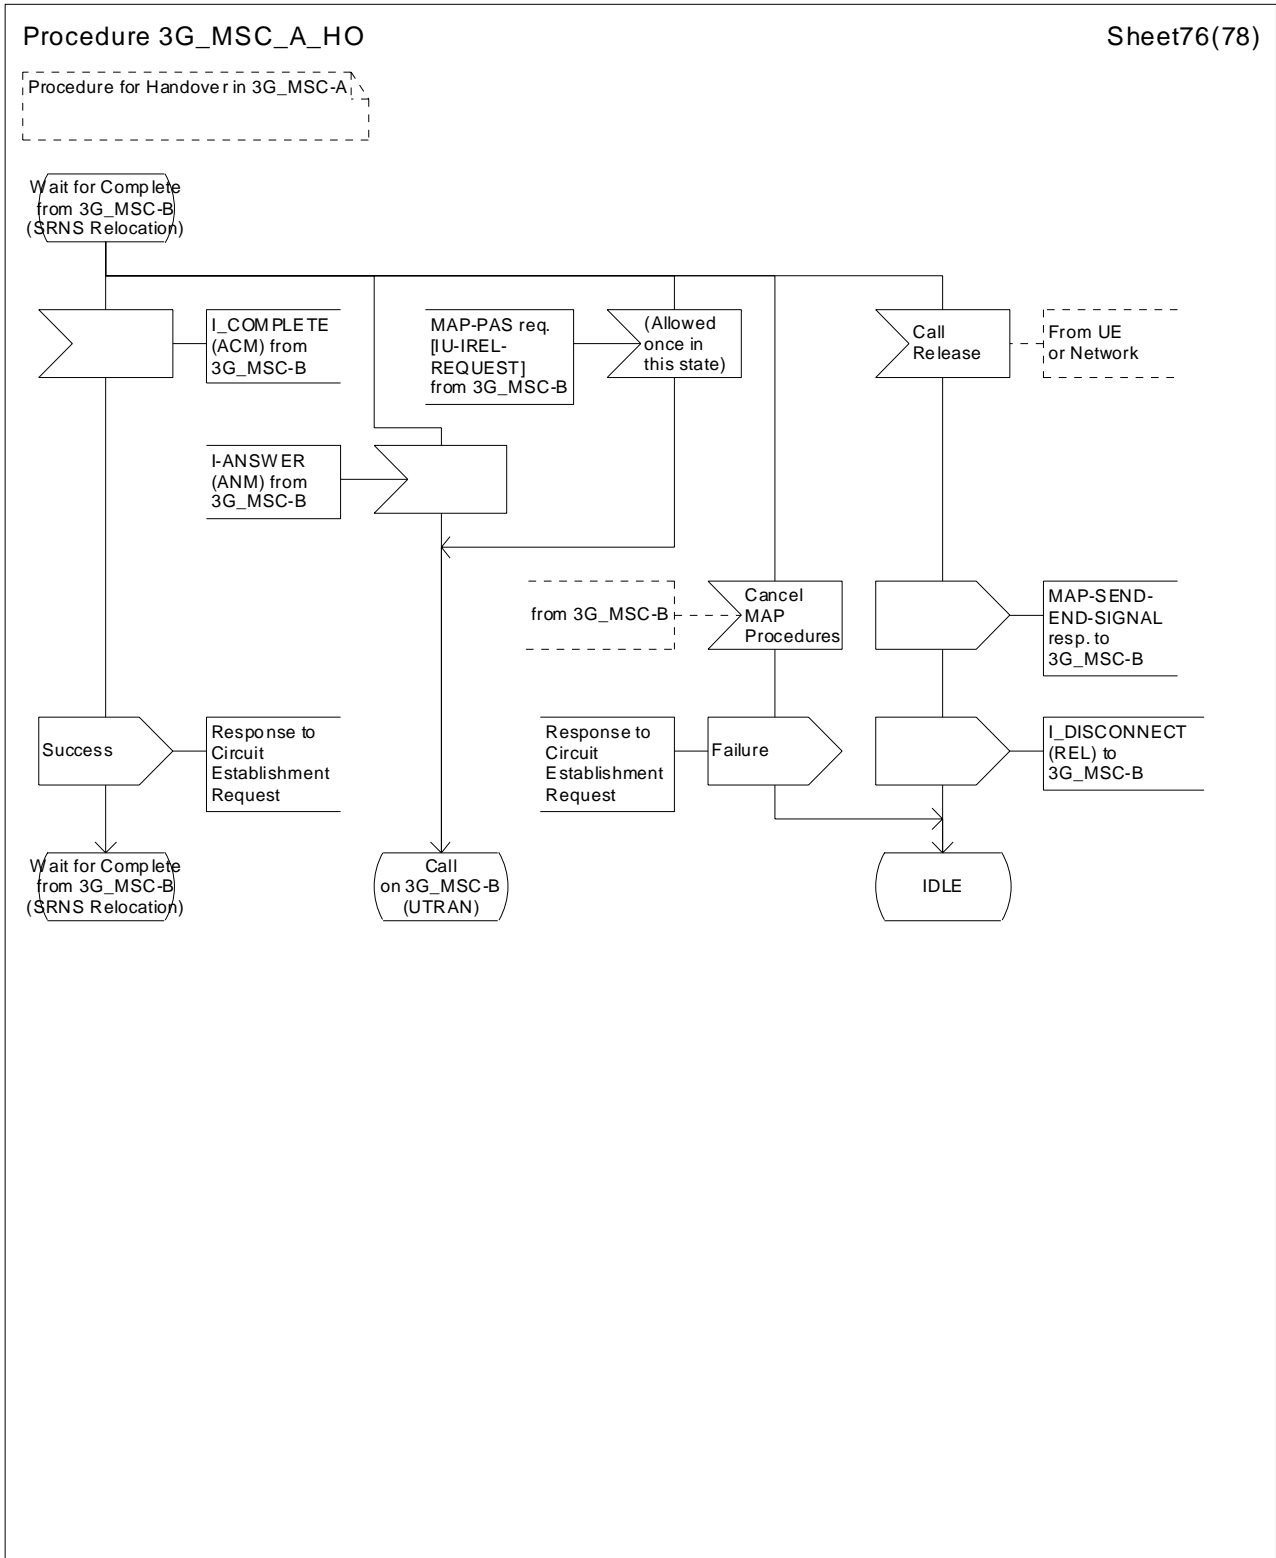 Procedure 3G_MSC_A_HO
Sheet76(78)
Procedure for Handover in 3G_MSC-A
Wait for Complete
from 3G_MSC-B
(SRNS Relocation)
I_COMPLETE
(ACM) from
3G_MSC-B
MAP-PAS req.
[IU-IREL-
REQUEST]
from 3G_MSC-B
(Allowed
once in
this state)
Call
Release
From UE
or Network
I-ANSWER
(ANM) from
3G_MSC-B
from 3G_MSC-B
Cancel
MAP
Procedures
MAP-SEND-
END-SIGNAL
resp. to
3G_MSC-B
Success
Response to
Circuit
Establishment
Request
Response to
Circuit
Establishment
Request
Failure
I_DISCONNECT
(REL) to
3G_MSC-B
Wait for Complete
from 3G_MSC-B
(SRNS Relocation)
Call
on 3G_MSC-B
(UTRAN)
IDLE